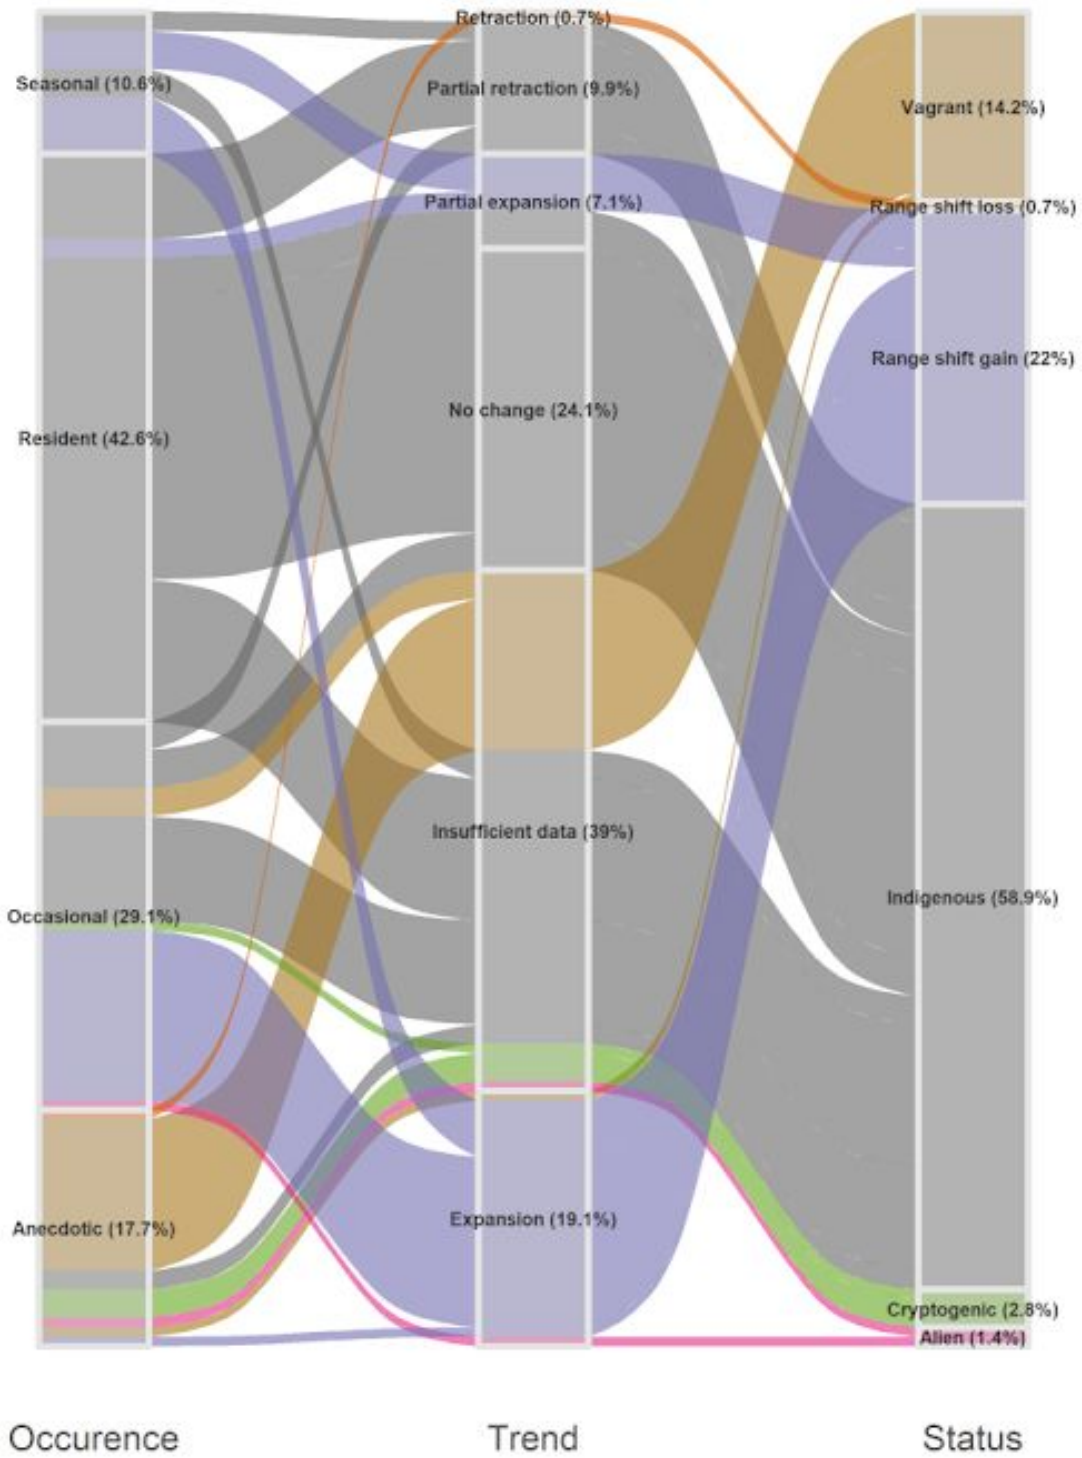 Seasonal (10.6%)
Resident (42.6%)
Occasional (29.1%)
Anecdotic (17.7%)
Retraction (0.7%)
Partial retraction (9.9%)
Partial expansion (7.1%)
No change (24.1%)
Insufficient data (39%)
Expansion (19.1%)
Vagrant (14.2%)
Range shift loss (0.7%)
Range shift gain (22%)
Indigenous (58.9%)
Cryptogenic (2.8%)
Alien (1.4%)
Occurence
Trend
Status